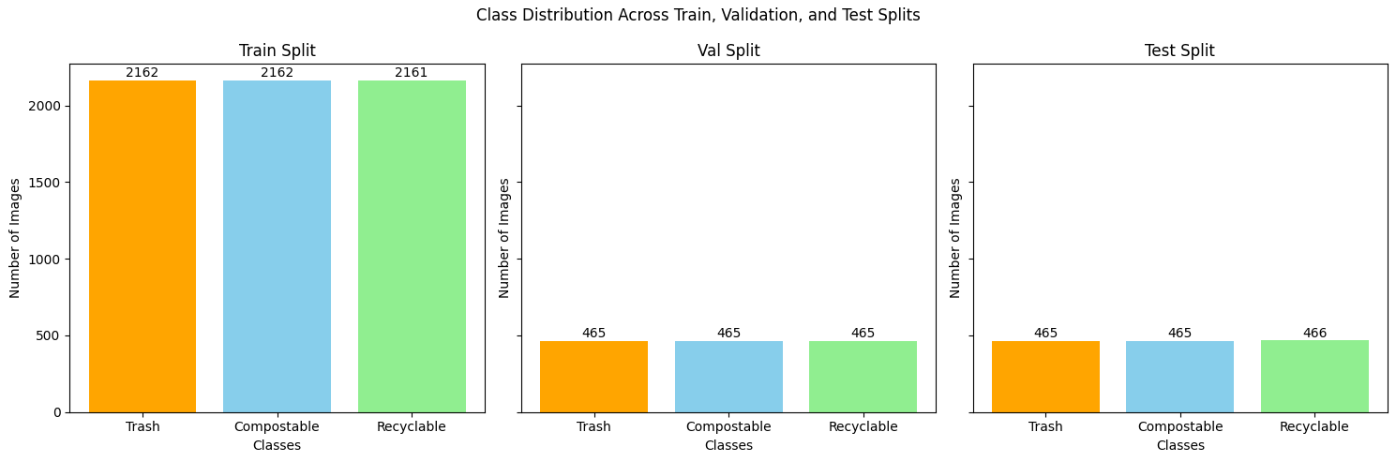 Class Distribution Across Train, Validation, and Test Splits
Train Split
Number of Images
2000
1500
1000
500
0
2162
2162
2161
Trash
Compostable
Recyclable
Classes
Val Split
Number of Images
465
465
465
Trash
Compostable
Recyclable
Classes
Test Split
Number of Images
465
465
466
Trash
Compostable
Recyclable
Classes